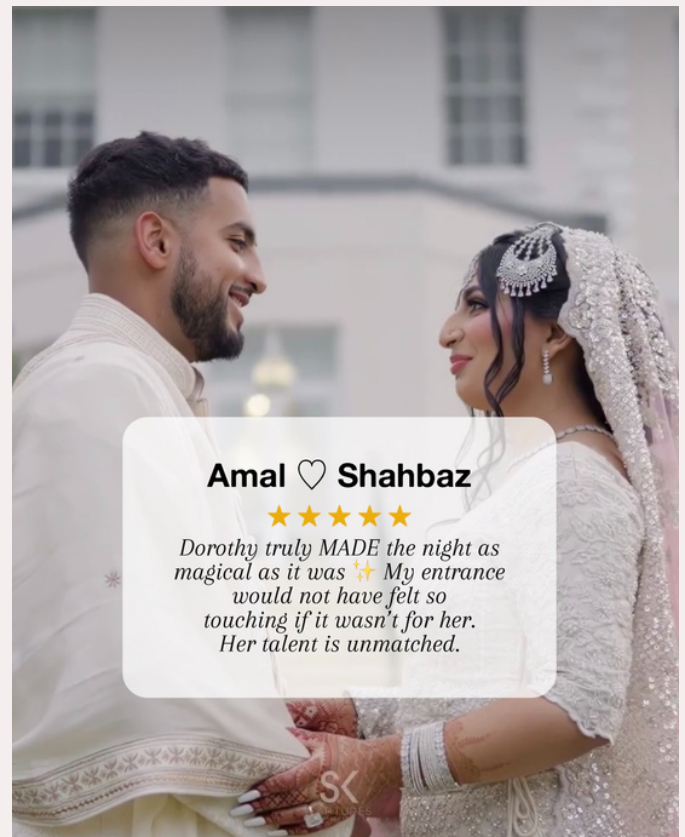 Amal ♡ Shahbaz
★★★★★
Dorothy truly MADE the night as
magical as it was ✨ My entrance
would not have felt so
touching if it wasn't for her.
Her talent is unmatched.
SK